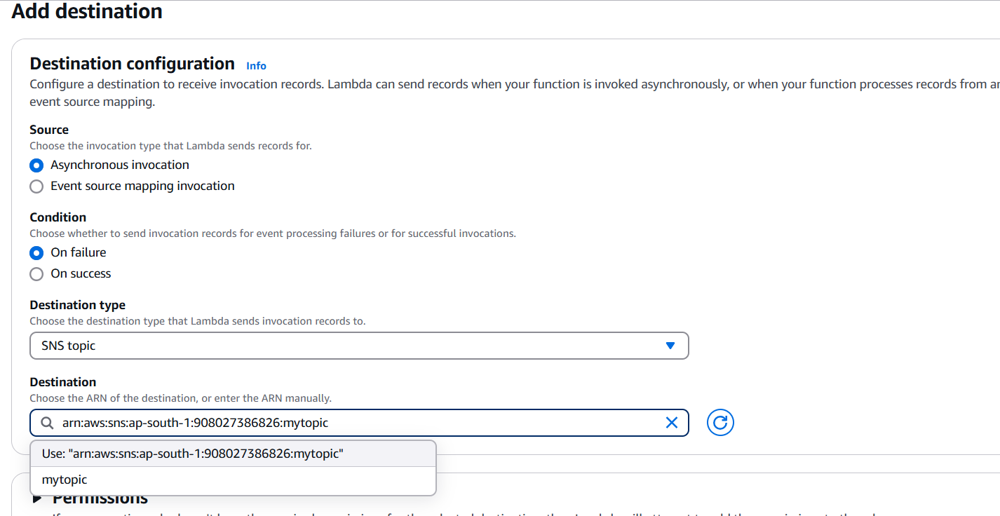 Add destination
Destination configuration Info
Configure a destination to receive invocation records. Lambda can send records when your function is invoked asynchronously, or when your function processes records from an
event source mapping.
Source
Choose the invocation type that Lambda sends records for.
Asynchronous invocation
Event source mapping invocation
Condition
Choose whether to send invocation records for event processing failures or for successful invocations.
On failure
On success
Destination type
Choose the destination type that Lambda sends invocation records to.
SNS topic
Destination
Choose the ARN of the destination, or enter the ARN manually.
arn:aws:sns:ap-south-1:908027386826:mytopic
Use: "arn:aws:sns:ap-south-1:908027386826:mytopic"
mytopic
Permissions